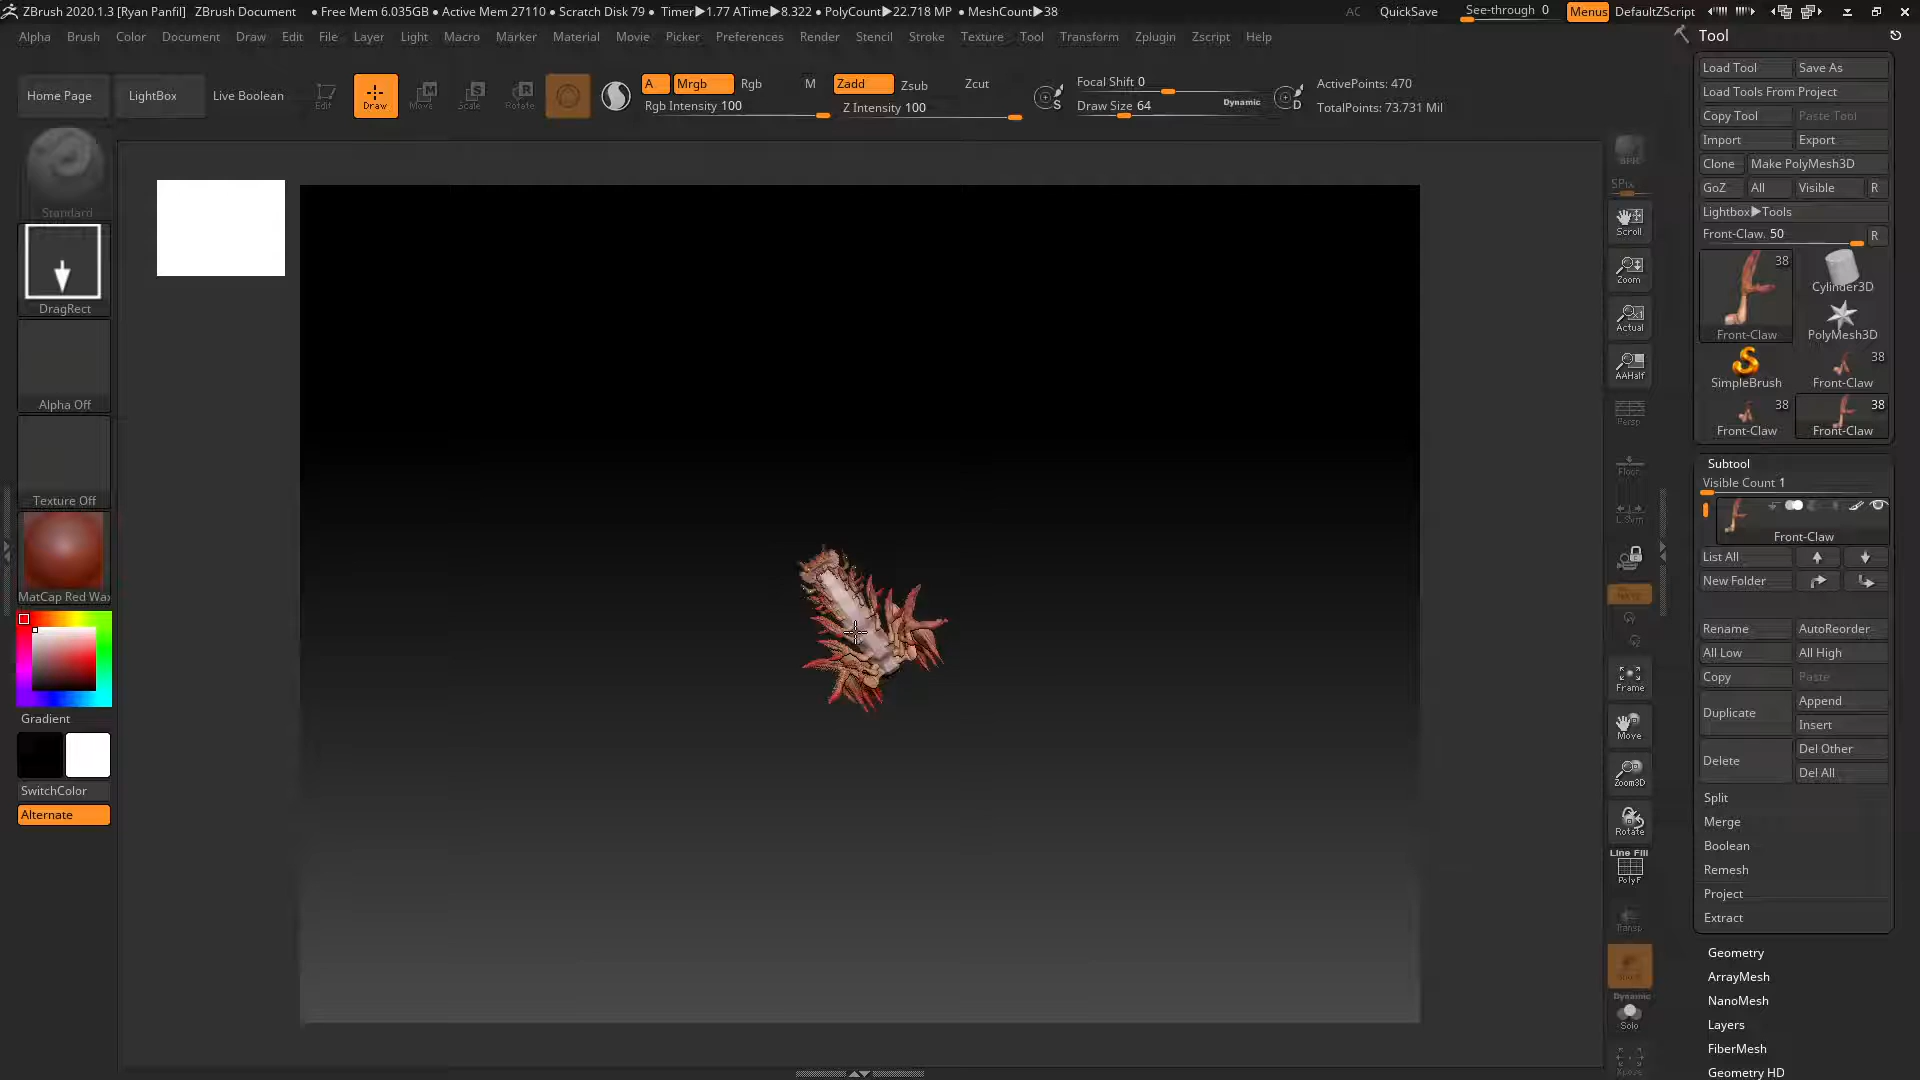 ZBrush 2020.1.3 [Ryan Panfil] ZBrush Document • Free Mem 6.035GB • Active Mem 27110 • Scratch Disk 79 • Timer▶1.77 ATime▶8.322 • PolyCount▶22.718 MP • MeshCount▶38 AC QuickSave See-through 0 Menus DefaultZScript
Alpha Brush Color Document Draw Edit File Layer Light Macro Marker Material Movie Picker Preferences Render Stencil Stroke Texture Tool Transform Zplugin Zscript Help
Home Page LightBox Live Boolean Edit Draw Move Scale Rotate A Mrgb Rgb M Zadd Zsub Zcut
Rgb Intensity 100 Z Intensity 100
S Focal Shift 0
Draw Size 64 Dynamic D
ActivePoints: 470
TotalPoints: 73.731 Mil
Standard
DragRect
Alpha Off
Texture Off
MatCap Red Wax
Gradient
SwitchColor
Alternate
BPR
SPix
Scroll
Zoom
Actual
AAHalf
Persp
Floor
L.Sym
Frame
Move
Zoom3D
Rotate
Line Fill
PolyF
Transp
Dynamic
Solo
Xpose
Tool
Load Tool Save As
Load Tools From Project
Copy Tool Paste Tool
Import Export
Clone Make PolyMesh3D
GoZ All Visible R
Lightbox▶Tools
Front-Claw. 50 R
38
Front-Claw
Cylinder3D
PolyMesh3D
SimpleBrush
38
Front-Claw
38
Front-Claw
38
Front-Claw
Subtool
Visible Count 1
Front-Claw
List All
New Folder
Rename AutoReorder
All Low All High
Copy Paste
Duplicate Append
Insert
Delete Del Other
Del All
Split
Merge
Boolean
Remesh
Project
Extract
Geometry
ArrayMesh
NanoMesh
Layers
FiberMesh
Geometry HD